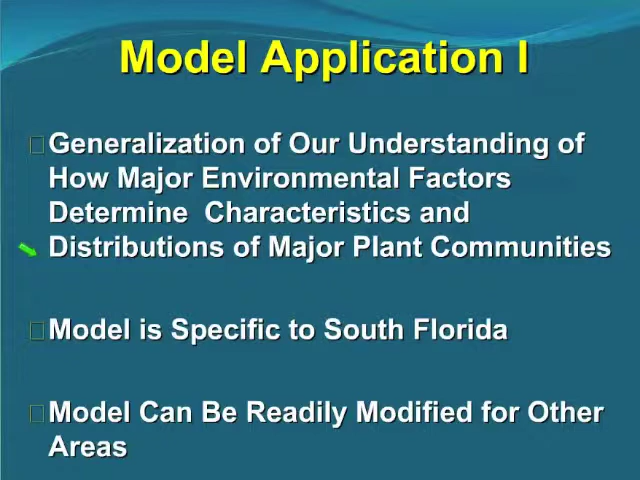 Model Application I
Generalization of Our Understanding of
How Major Environmental Factors
Determine Characteristics and
Distributions of Major Plant Communities
Model is Specific to South Florida
Model Can Be Readily Modified for Other
Areas